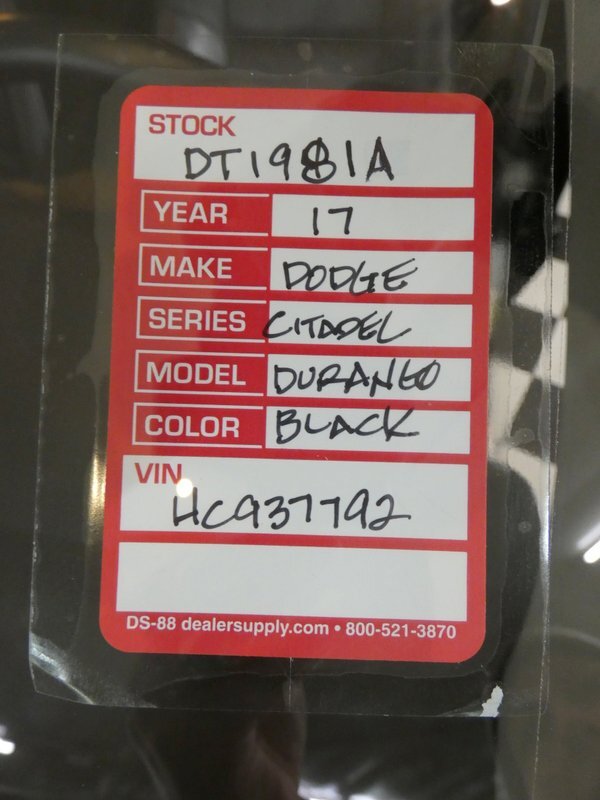 STOCK
DT1981A
YEAR 17
MAKE DODGE
SERIES CITADEL
MODEL DURANGO
COLOR BLACK
VIN
HC937792
DS-88 dealersupply.com • 800-521-3870